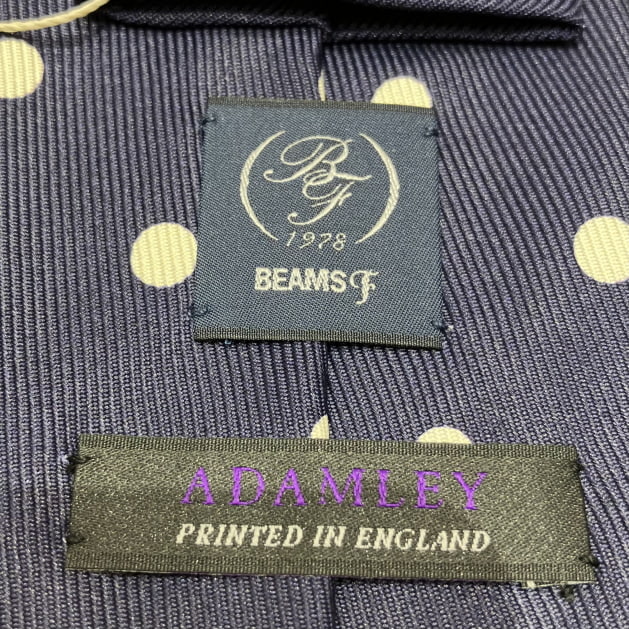 BF
1978
BEAMS F
ADAMLEY
PRINTED IN ENGLAND